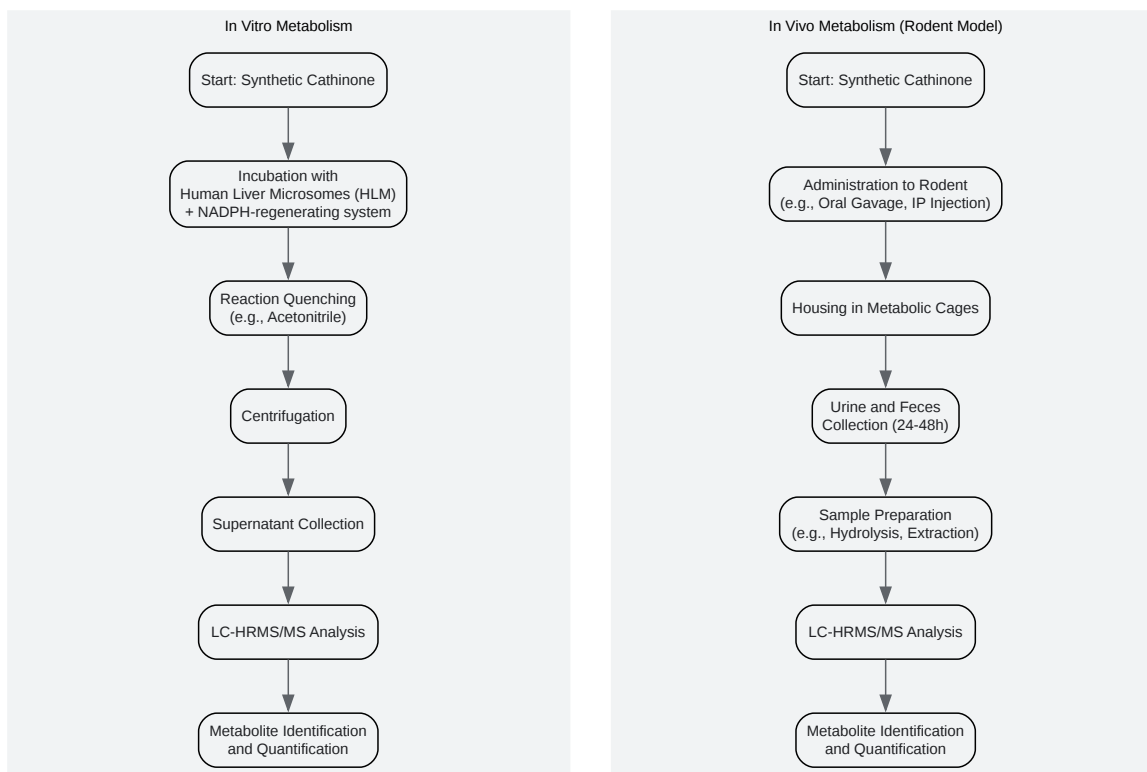 In Vitro Metabolism
Start: Synthetic Cathinone
Incubation with
Human Liver Microsomes (HLM)
+ NADPH-regenerating system
Reaction Quenching
(e.g., Acetonitrile)
Centrifugation
Supernatant Collection
LC-HRMS/MS Analysis
Metabolite Identification
and Quantification
In Vivo Metabolism (Rodent Model)
Start: Synthetic Cathinone
Administration to Rodent
(e.g., Oral Gavage, IP Injection)
Housing in Metabolic Cages
Urine and Feces
Collection (24-48h)
Sample Preparation
(e.g., Hydrolysis, Extraction)
LC-HRMS/MS Analysis
Metabolite Identification
and Quantification